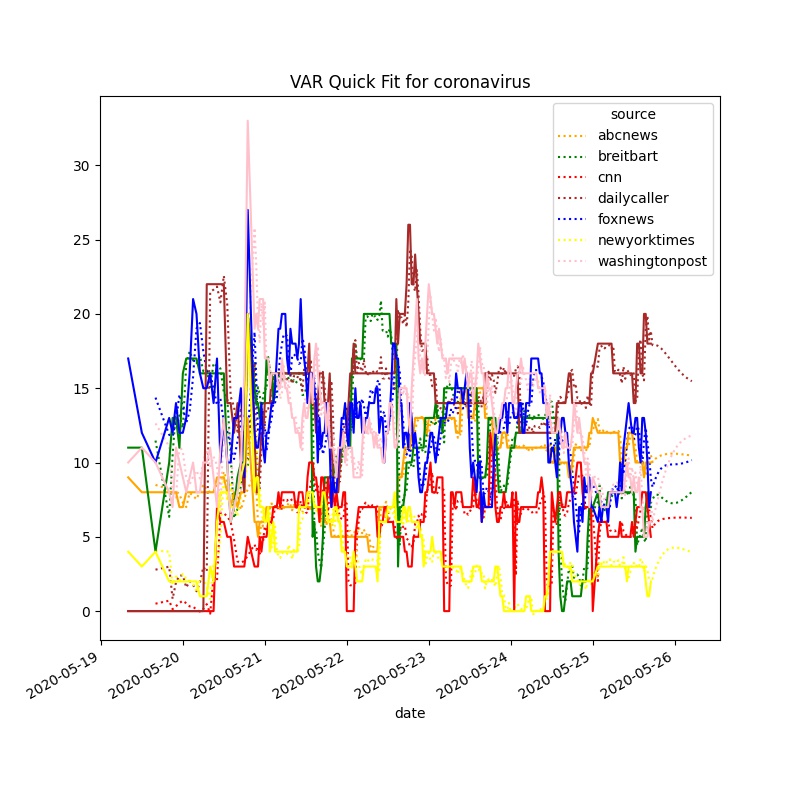 VAR Quick Fit for coronavirus
source
abcnews
breitbart
cnn
dailycaller
foxnews
newyorktimes
washingtonpost
30
25
20
15
10
5
0
2020-05-19
2020-05-20
2020-05-21
2020-05-22
2020-05-23
2020-05-24
2020-05-25
2020-05-26
date